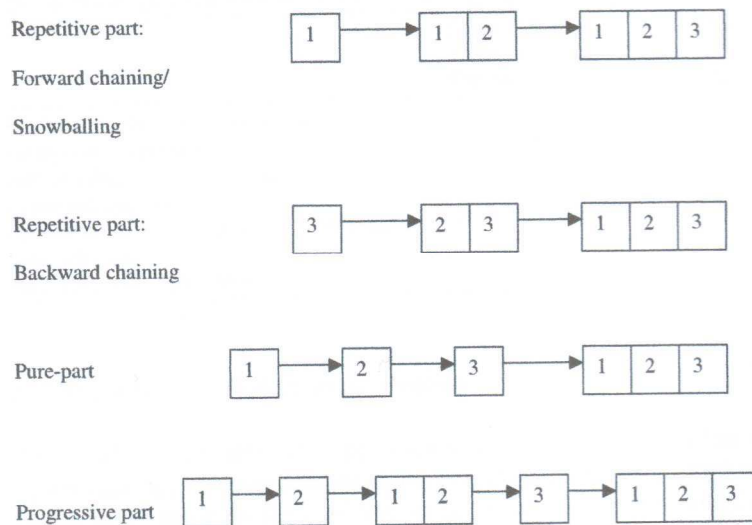 Repetitive part: 1 1 2 1 2 3
Forward chaining/
Snowballing
Repetitive part: 3 2 3 1 2 3
Backward chaining
Pure-part 1 2 3 1 2 3
Progressive part 1 2 1 2 3 1 2 3